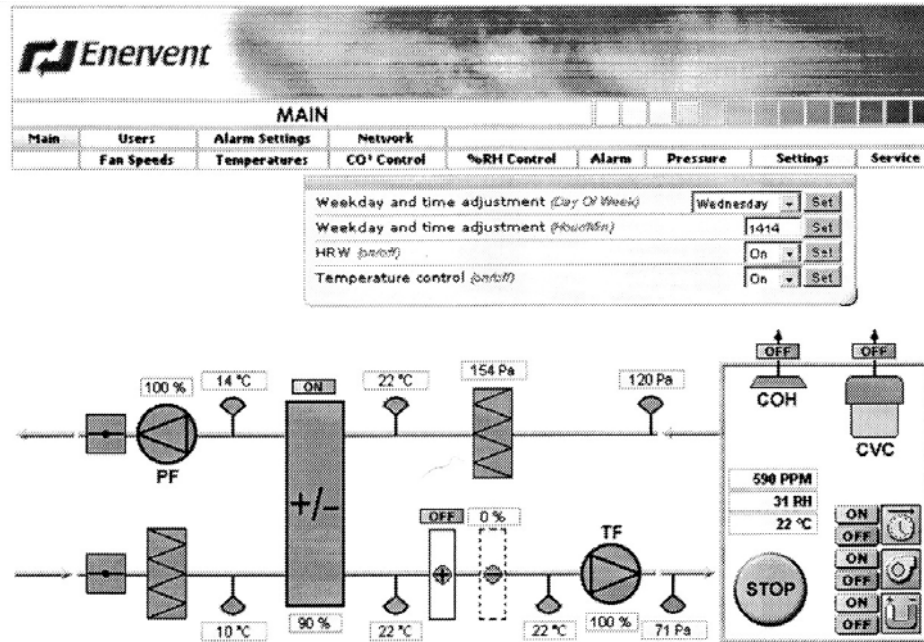 Enervent
MAIN
Main Users Alarm Settings Network
Fan Speeds Temperatures CO² Control %RH Control Alarm Pressure Settings Service
Weekday and time adjustment (Day Of Week) Wednesday Set
Weekday and time adjustment (Hour/Min) 1414 Set
HRW (on/off) On Set
Temperature control (on/off) On Set
OFF OFF
100 % 14 °C ON 22 °C 154 Pa 120 Pa
COH
CVC
PF
+/-
590 PPM
31 RH
22 °C
OFF 0 % TF
ON
OFF
ON
OFF
ON
OFF
STOP
10 °C 90 % 22 °C 22 °C 100 % 71 Pa